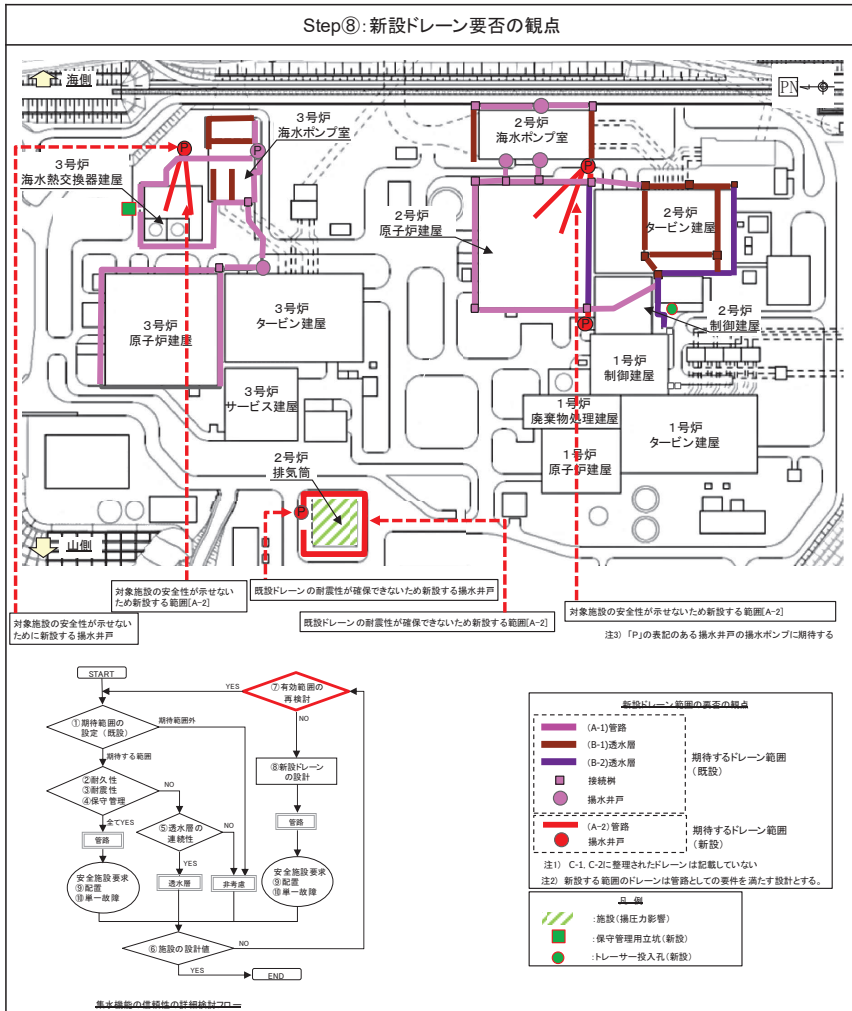 Step⑧:新設ドレーン要否の観点
海側
PN
3号炉
海水ポンプ室
2号炉
海水ポンプ室
3号炉
海水熱交換器建屋
2号炉
原子炉建屋
2号炉
タービン建屋
3号炉
原子炉建屋
3号炉
タービン建屋
2号炉
制御建屋
1号炉
制御建屋
3号炉
サービス建屋
1号炉
廃棄物処理建屋
1号炉
タービン建屋
1号炉
原子炉建屋
2号炉
排気筒
P
P
P
P
山側
対象施設の安全性が示せない
ため新設する範囲[A-2]
既設ドレーンの耐震性が確保できないため新設する揚水井戸
対象施設の安全性が示せないため新設する範囲[A-2]
対象施設の安全性が示せない
ために新設する揚水井戸
既設ドレーンの耐震性が確保できないため新設する範囲[A-2]
注3) 「P」の表記のある揚水井戸の揚水ポンプに期待する
START
YES
⑦有効範囲の
再検討
①期待範囲の
設定(既設)
期待範囲外
NO
期待する範囲
⑧新設ドレーン
の設計
②耐久性
③耐震性
④保守管理
NO
全てYES
⑤透水層の
連続性
NO
管路
管路
YES
安全施設要求
⑨配置
⑩単一故障
透水層
非考慮
安全施設要求
⑨配置
⑩単一故障
⑥施設の設計値
NO
YES
END
集水機能の信頼性の詳細検討フロー
新設ドレーン範囲の要否の観点
(A-1)管路
(B-1)透水層
(B-2)透水層
接続桝
揚水井戸
期待するドレーン範囲
(既設)
(A-2)管路
揚水井戸
期待するドレーン範囲
(新設)
注1) C-1, C-2に整理されたドレーンは記載していない
注2) 新設する範囲のドレーンは管路としての要件を満たす設計とする。
凡 例
:施設(揚圧力影響)
:保守管理用立坑(新設)
:トレーサー投入孔(新設)